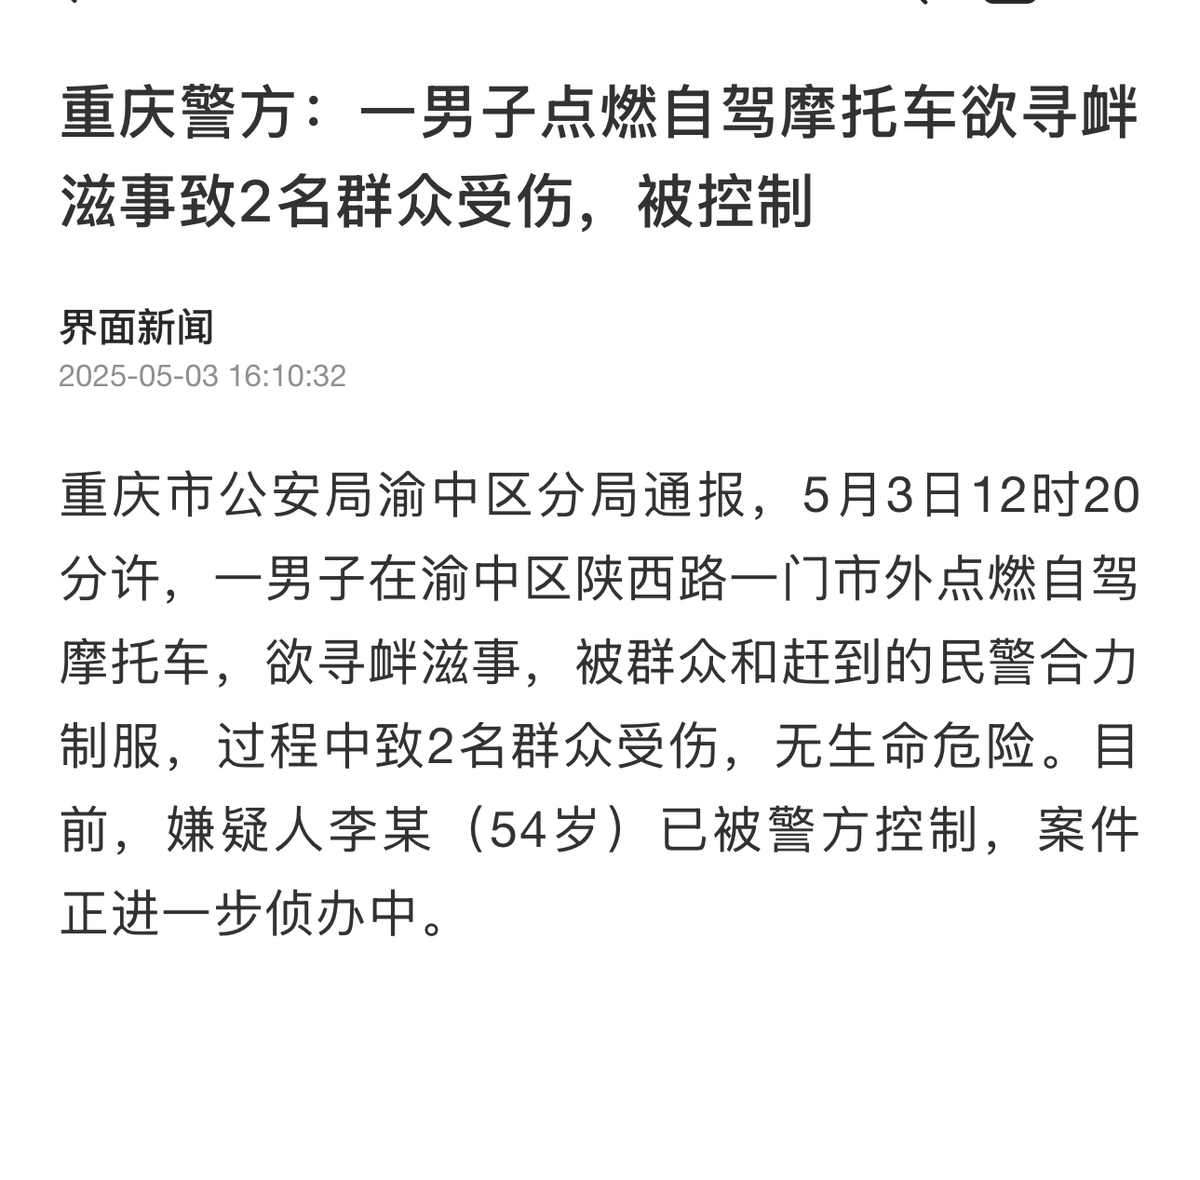 重庆警方：一男子点燃自驾摩托车欲寻衅
滋事致2名群众受伤，被控制
界面新闻
2025-05-03 16:10:32
重庆市公安局渝中区分局通报，5月3日12时20
分许，一男子在渝中区陕西路一门市外点燃自驾
摩托车，欲寻衅滋事，被群众和赶到的民警合力
制服，过程中致2名群众受伤，无生命危险。目
前，嫌疑人李某（54岁）已被警方控制，案件
正进一步侦办中。